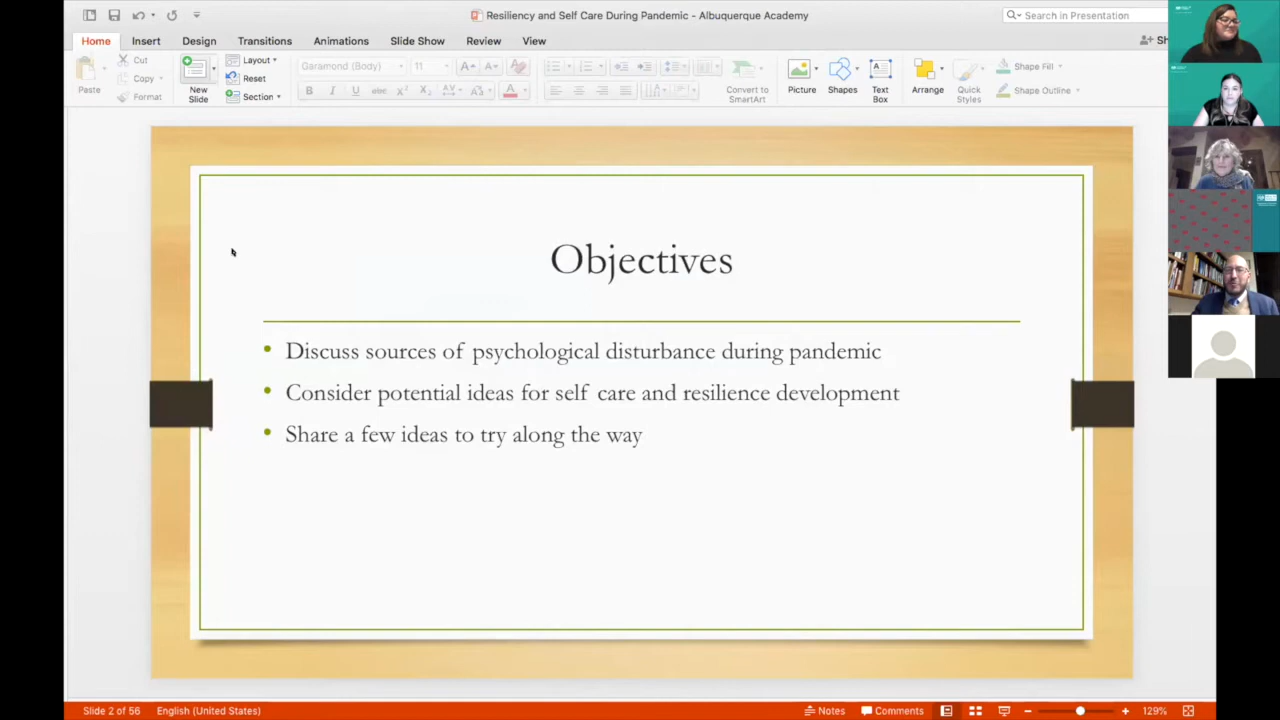 Resiliency and Self Care During Pandemic - Albuquerque Academy
Search in Presentation
Home Insert Design Transitions Animations Slide Show Review View
Paste
Cut
Copy
Format
New
Slide
Layout
Reset
Section
Garamond (Body) 11
Convert to
SmartArt
Picture
Shapes
Text
Box
Arrange
Quick
Styles
Shape Fill
Shape Outline
Objectives
• Discuss sources of psychological disturbance during pandemic
• Consider potential ideas for self care and resilience development
• Share a few ideas to try along the way
Slide 2 of 56 English (United States) Notes Comments 129%